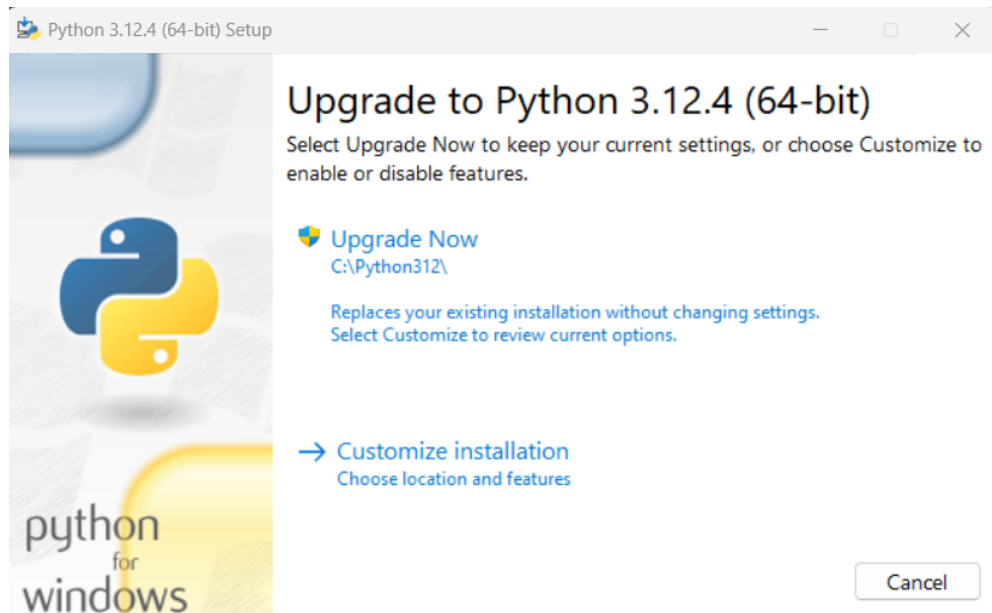 Python 3.12.4 (64-bit) Setup
Upgrade to Python 3.12.4 (64-bit)
Select Upgrade Now to keep your current settings, or choose Customize to
enable or disable features.
Upgrade Now
C:\Python312\
Replaces your existing installation without changing settings.
Select Customize to review current options.
Customize installation
Choose location and features
python
for
windows
Cancel